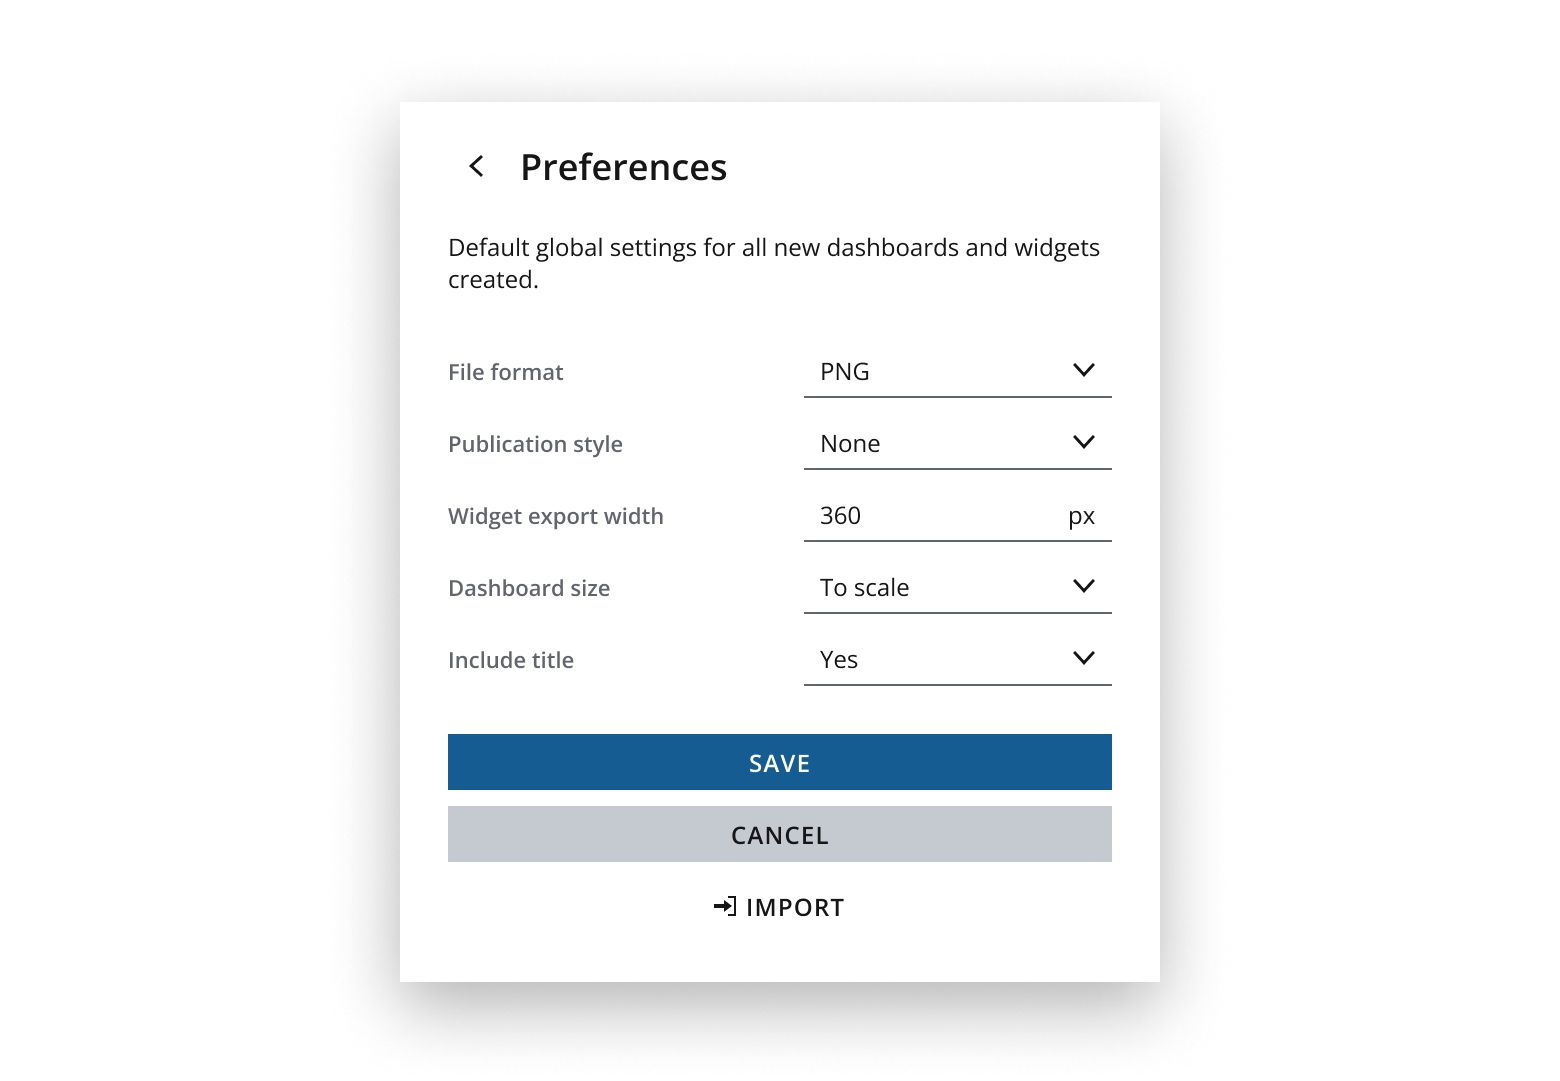 Preferences
Default global settings for all new dashboards and widgets
created.
File format PNG
Publication style None
Widget export width 360 px
Dashboard size To scale
Include title Yes
SAVE
CANCEL
IMPORT